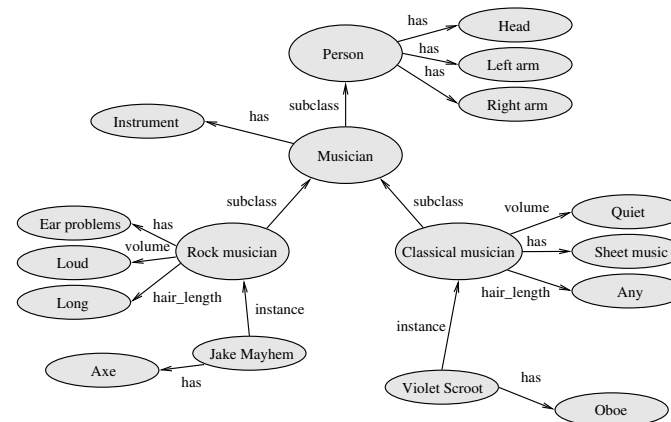 has
Head
Person
has
Left arm
has
Right arm
subclass
has
Instrument
Musician
subclass
subclass
Ear problems
has
volume
Loud
Rock musician
Long
hair_length
volume
Quiet
Classical musician
has
Sheet music
hair_length
Any
instance
instance
Jake Mayhem
Axe
has
Violet Scroot
has
Oboe